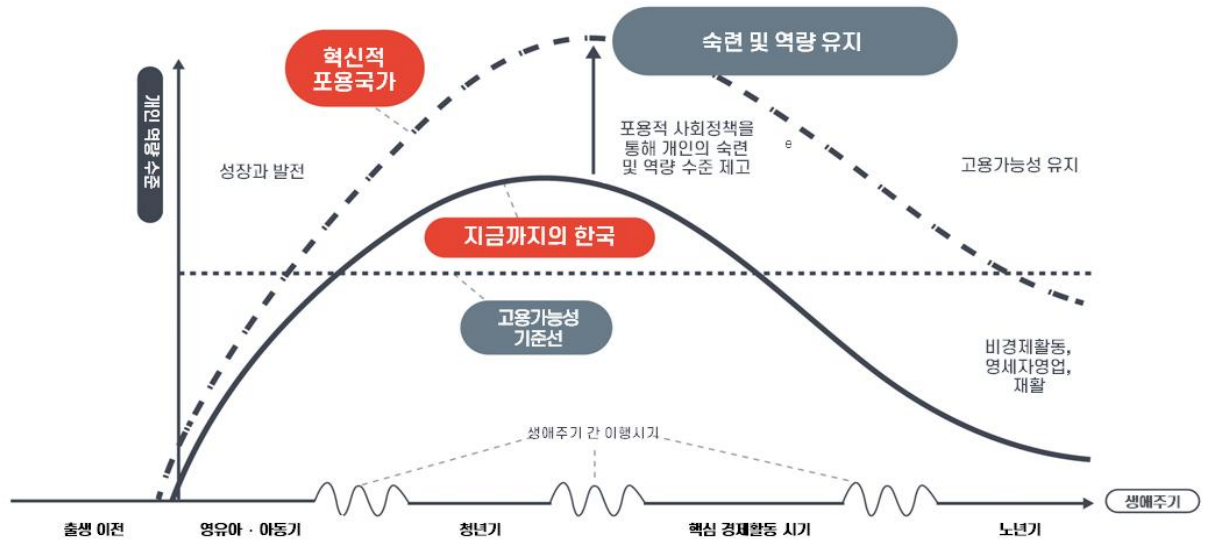 혁신적
포용국가
숙련 및 역량 유지
개인 역량 수준
성장과 발전
포용적 사회정책을
통해 개인의 숙련
및 역량 수준 제고
e
고용가능성 유지
지금까지의 한국
고용가능성
기준선
비경제활동,
영세자영업,
재활
생애주기 간 이행시기
생애주기
출생 이전
영유아 · 아동기
청년기
핵심 경제활동 시기
노년기